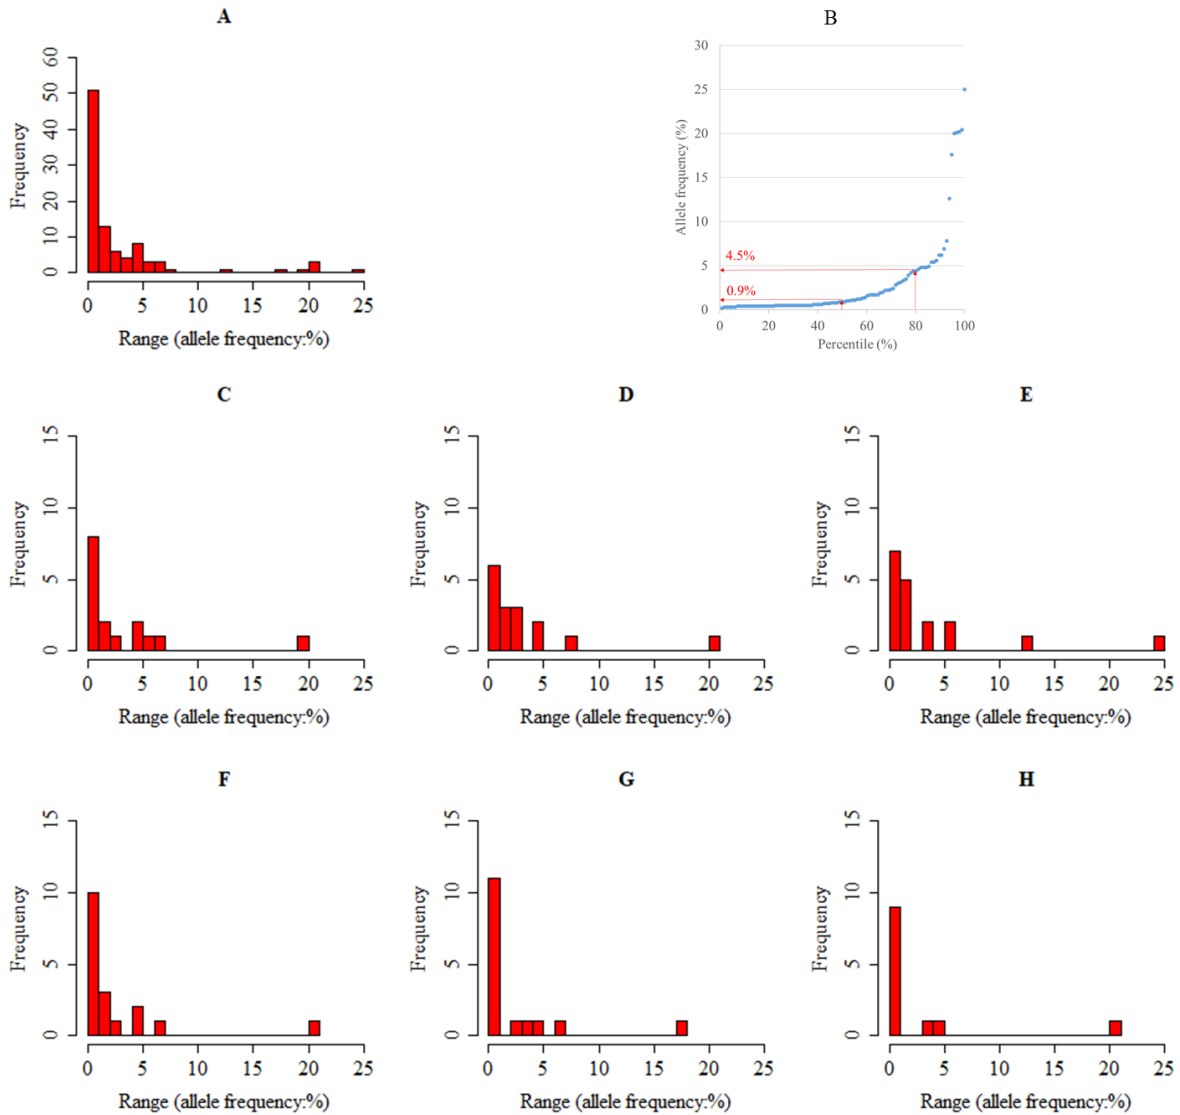 A
Frequency
0 10 20 30 40 50 60
0 5 10 15 20 25
Range (allele frequency:%)
B
Allele frequency (%)
30
25
20
15
10
5
0
4.5%
0.9%
0 20 40 60 80 100
Percentile (%)
C
Frequency
0 5 10 15
0 5 10 15 20 25
Range (allele frequency:%)
D
Frequency
0 5 10 15
0 5 10 15 20 25
Range (allele frequency:%)
E
Frequency
0 5 10 15
0 5 10 15 20 25
Range (allele frequency:%)
F
Frequency
0 5 10 15
0 5 10 15 20 25
Range (allele frequency:%)
G
Frequency
0 5 10 15
0 5 10 15 20 25
Range (allele frequency:%)
H
Frequency
0 5 10 15
0 5 10 15 20 25
Range (allele frequency:%)